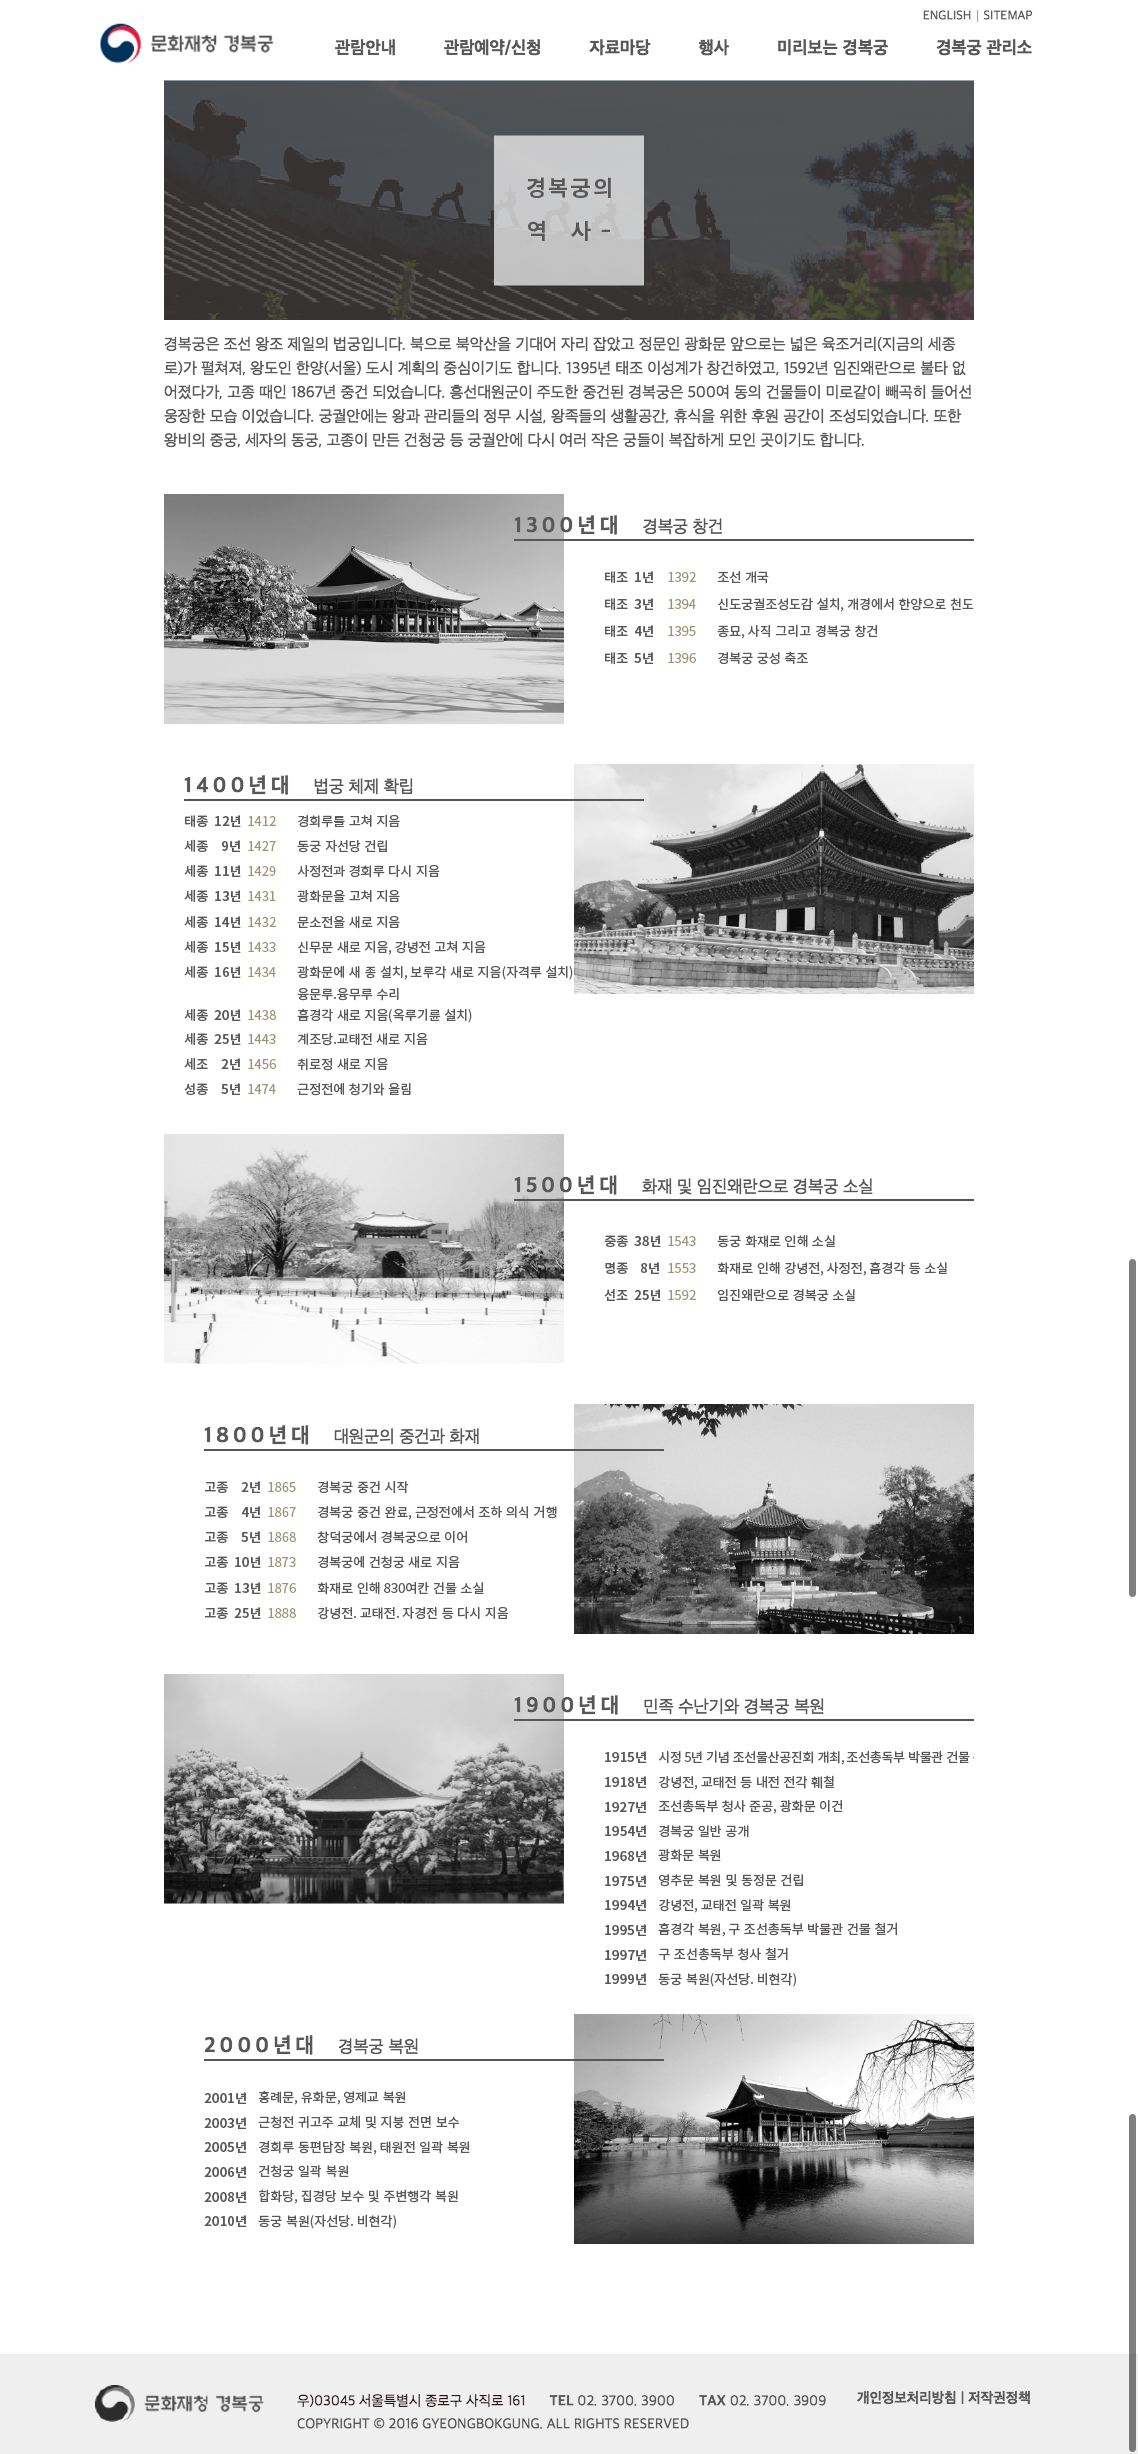 ENGLISH | SITEMAP
문화재청 경복궁
관람안내 관람예약/신청 자료마당 행사 미리보는 경복궁 경복궁 관리소
경복궁의
역 사 -
경복궁은 조선 왕조 제일의 법궁입니다. 북으로 북악산을 기대어 자리 잡았고 정문인 광화문 앞으로는 넓은 육조거리(지금의 세종
로)가 펼쳐져, 왕도인 한양(서울) 도시 계획의 중심이기도 합니다. 1395년 태조 이성계가 창건하였고, 1592년 임진왜란으로 불타 없
어졌다가, 고종 때인 1867년 중건 되었습니다. 흥선대원군이 주도한 중건된 경복궁은 500여 동의 건물들이 미로같이 빼곡히 들어선
웅장한 모습 이었습니다. 궁궐안에는 왕과 관리들의 정무 시설, 왕족들의 생활공간, 휴식을 위한 후원 공간이 조성되었습니다. 또한
왕비의 중궁, 세자의 동궁, 고종이 만든 건청궁 등 궁궐안에 다시 여러 작은 궁들이 복잡하게 모인 곳이기도 합니다.
1300년대 경복궁 창건
태조 1년 1392 조선 개국
태조 3년 1394 신도궁궐조성도감 설치, 개경에서 한양으로 천도
태조 4년 1395 종묘, 사직 그리고 경복궁 창건
태조 5년 1396 경복궁 궁성 축조
1400년대 법궁 체제 확립
태종 12년 1412 경회루를 고쳐 지음
세종 9년 1427 동궁 자선당 건립
세종 11년 1429 사정전과 경회루 다시 지음
세종 13년 1431 광화문을 고쳐 지음
세종 14년 1432 문소전을 새로 지음
세종 15년 1433 신무문 새로 지음, 강녕전 고쳐 지음
세종 16년 1434 광화문에 새 종 설치, 보루각 새로 지음(자격루 설치)
융문루.융무루 수리
세종 20년 1438 흠경각 새로 지음(옥루기륜 설치)
세종 25년 1443 계조당.교태전 새로 지음
세조 2년 1456 취로정 새로 지음
성종 5년 1474 근정전에 청기와 올림
1500년대 화재 및 임진왜란으로 경복궁 소실
중종 38년 1543 동궁 화재로 인해 소실
명종 8년 1553 화재로 인해 강녕전, 사정전, 흠경각 등 소실
선조 25년 1592 임진왜란으로 경복궁 소실
1800년대 대원군의 중건과 화재
고종 2년 1865 경복궁 중건 시작
고종 4년 1867 경복궁 중건 완료, 근정전에서 조하 의식 거행
고종 5년 1868 창덕궁에서 경복궁으로 이어
고종 10년 1873 경복궁에 건청궁 새로 지음
고종 13년 1876 화재로 인해 830여칸 건물 소실
고종 25년 1888 강녕전. 교태전. 자경전 등 다시 지음
1900년대 민족 수난기와 경복궁 복원
1915년 시정 5년 기념 조선물산공진회 개최, 조선총독부 박물관 건물
1918년 강녕전, 교태전 등 내전 전각 훼철
1927년 조선총독부 청사 준공, 광화문 이건
1954년 경복궁 일반 공개
1968년 광화문 복원
1975년 영추문 복원 및 동정문 건립
1994년 강녕전, 교태전 일곽 복원
1995년 흠경각 복원, 구 조선총독부 박물관 건물 철거
1997년 구 조선총독부 청사 철거
1999년 동궁 복원(자선당. 비현각)
2000년대 경복궁 복원
2001년 홍례문, 유화문, 영제교 복원
2003년 근청전 귀고주 교체 및 지붕 전면 보수
2005년 경회루 동편담장 복원, 태원전 일곽 복원
2006년 건청궁 일곽 복원
2008년 합화당, 집경당 보수 및 주변행각 복원
2010년 동궁 복원(자선당. 비현각)
문화재청 경복궁
우)03045 서울특별시 종로구 사직로 161 TEL 02. 3700. 3900 TAX 02. 3700. 3909 개인정보처리방침 | 저작권정책
COPYRIGHT © 2016 GYEONGBOKGUNG. ALL RIGHTS RESERVED